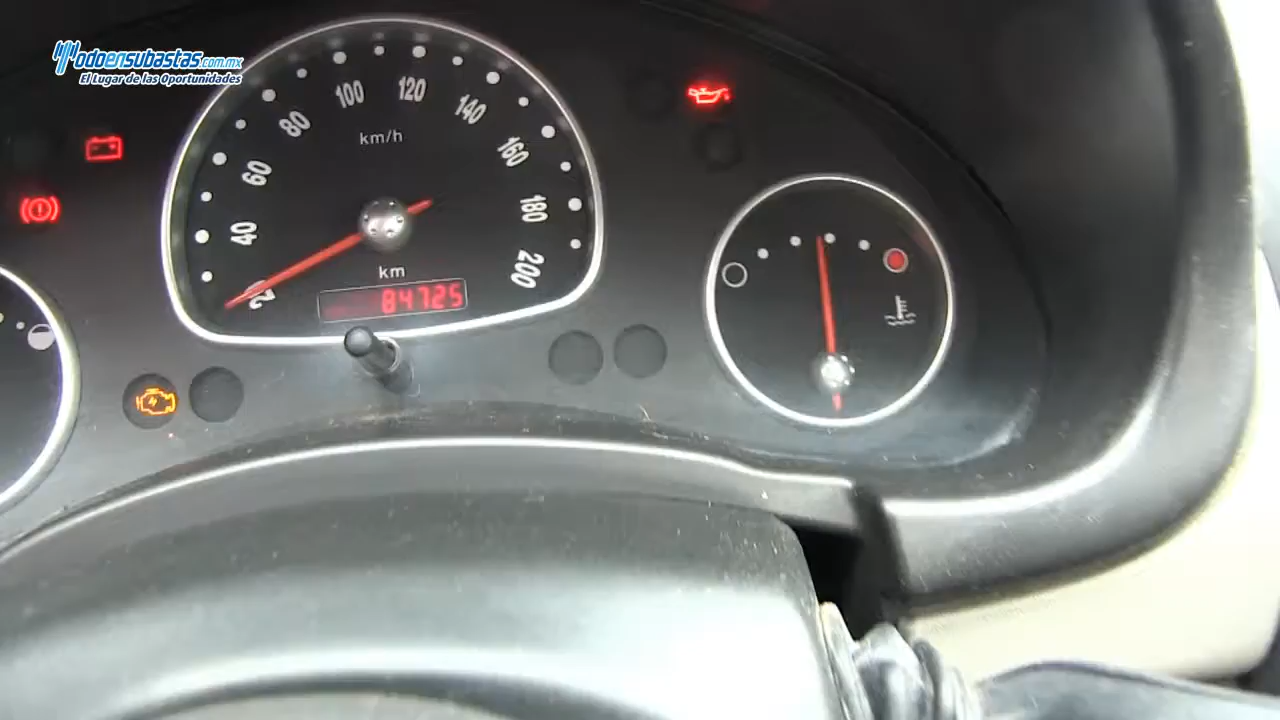 todoensubastas.com.mx
El Lugar de las Oportunidades
20
40
60
80
100
120
140
160
180
200
km/h
km
84725